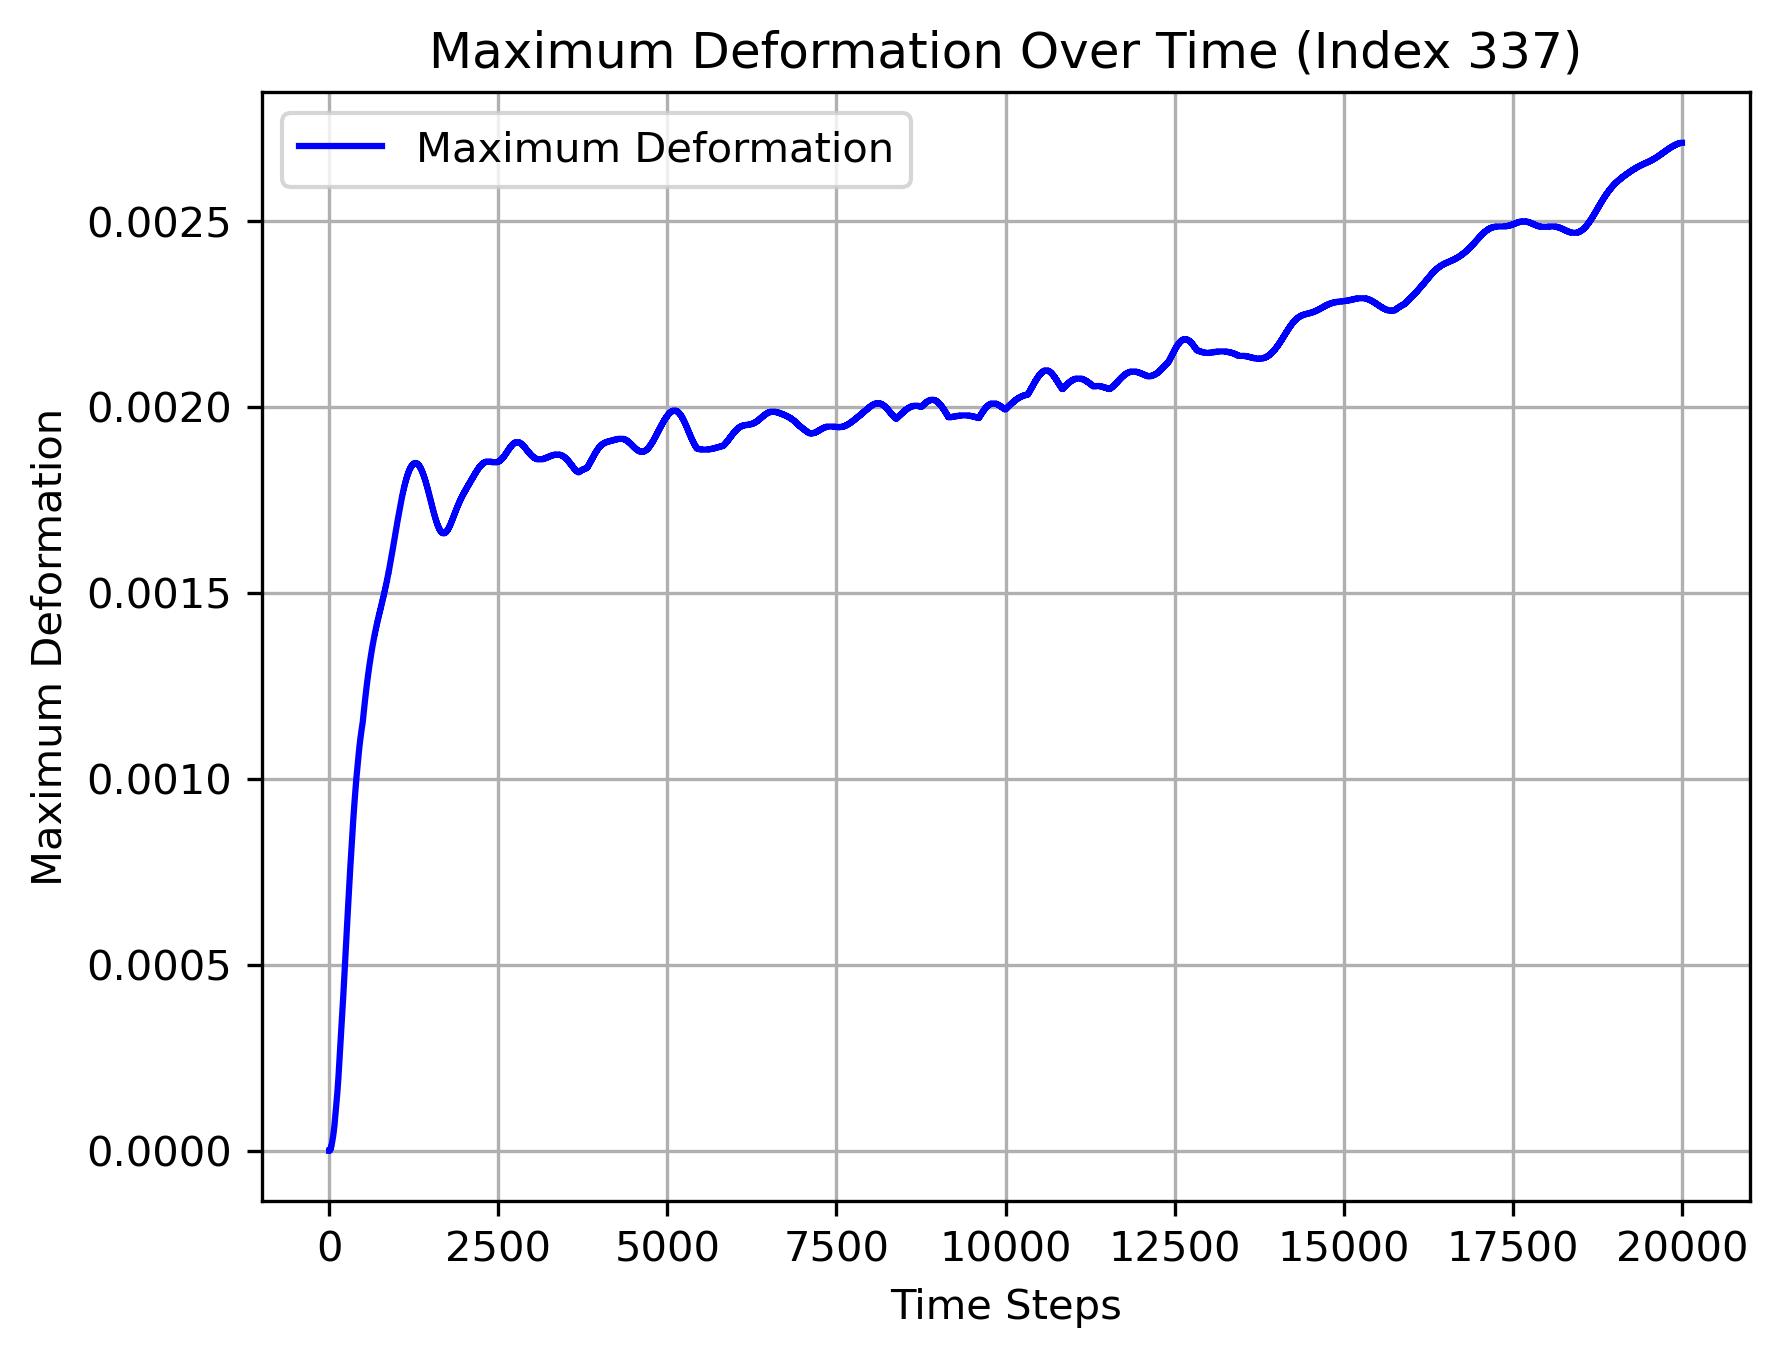 Maximum Deformation Over Time (Index 337)
Maximum Deformation
Maximum Deformation
0.0025
0.0020
0.0015
0.0010
0.0005
0.0000
0 2500 5000 7500 10000 12500 15000 17500 20000
Time Steps